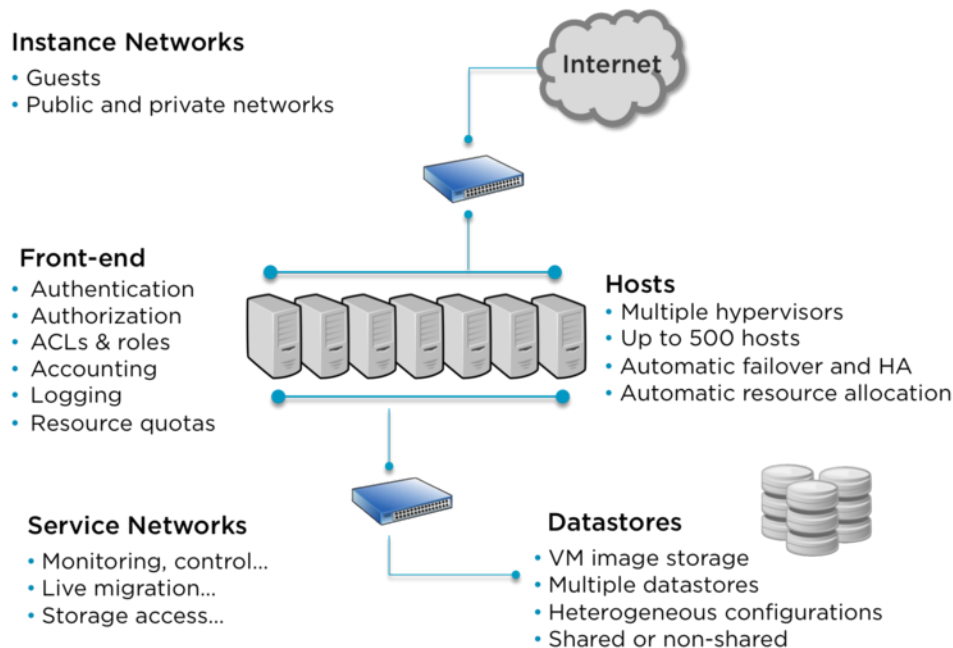 Instance Networks
• Guests
• Public and private networks
Internet
Front-end
• Authentication
• Authorization
• ACLs & roles
• Accounting
• Logging
• Resource quotas
Hosts
• Multiple hypervisors
• Up to 500 hosts
• Automatic failover and HA
• Automatic resource allocation
Service Networks
• Monitoring, control...
• Live migration...
• Storage access...
Datastores
• VM image storage
• Multiple datastores
• Heterogeneous configurations
• Shared or non-shared